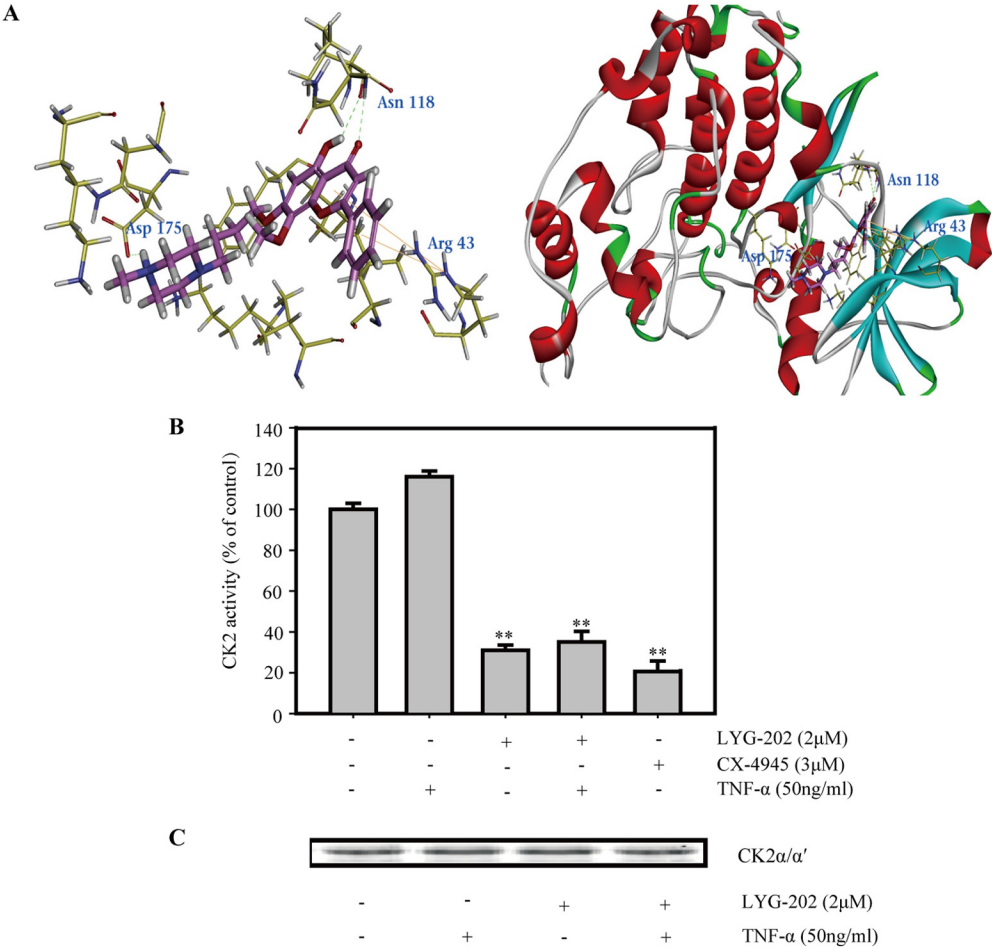 A
Asn 118
Asp 175
Arg 43
Asn 118
Arg 43
Asp 175
B
CK2 activity (% of control)
140
120
100
80
60
40
20
0
** ** **
- - + + - LYG-202 (2μM)
- - - - + CX-4945 (3μM)
- + - + - TNF-α (50ng/ml)
C
CK2α/α′
- - + + LYG-202 (2μM)
- + - + TNF-α (50ng/ml)